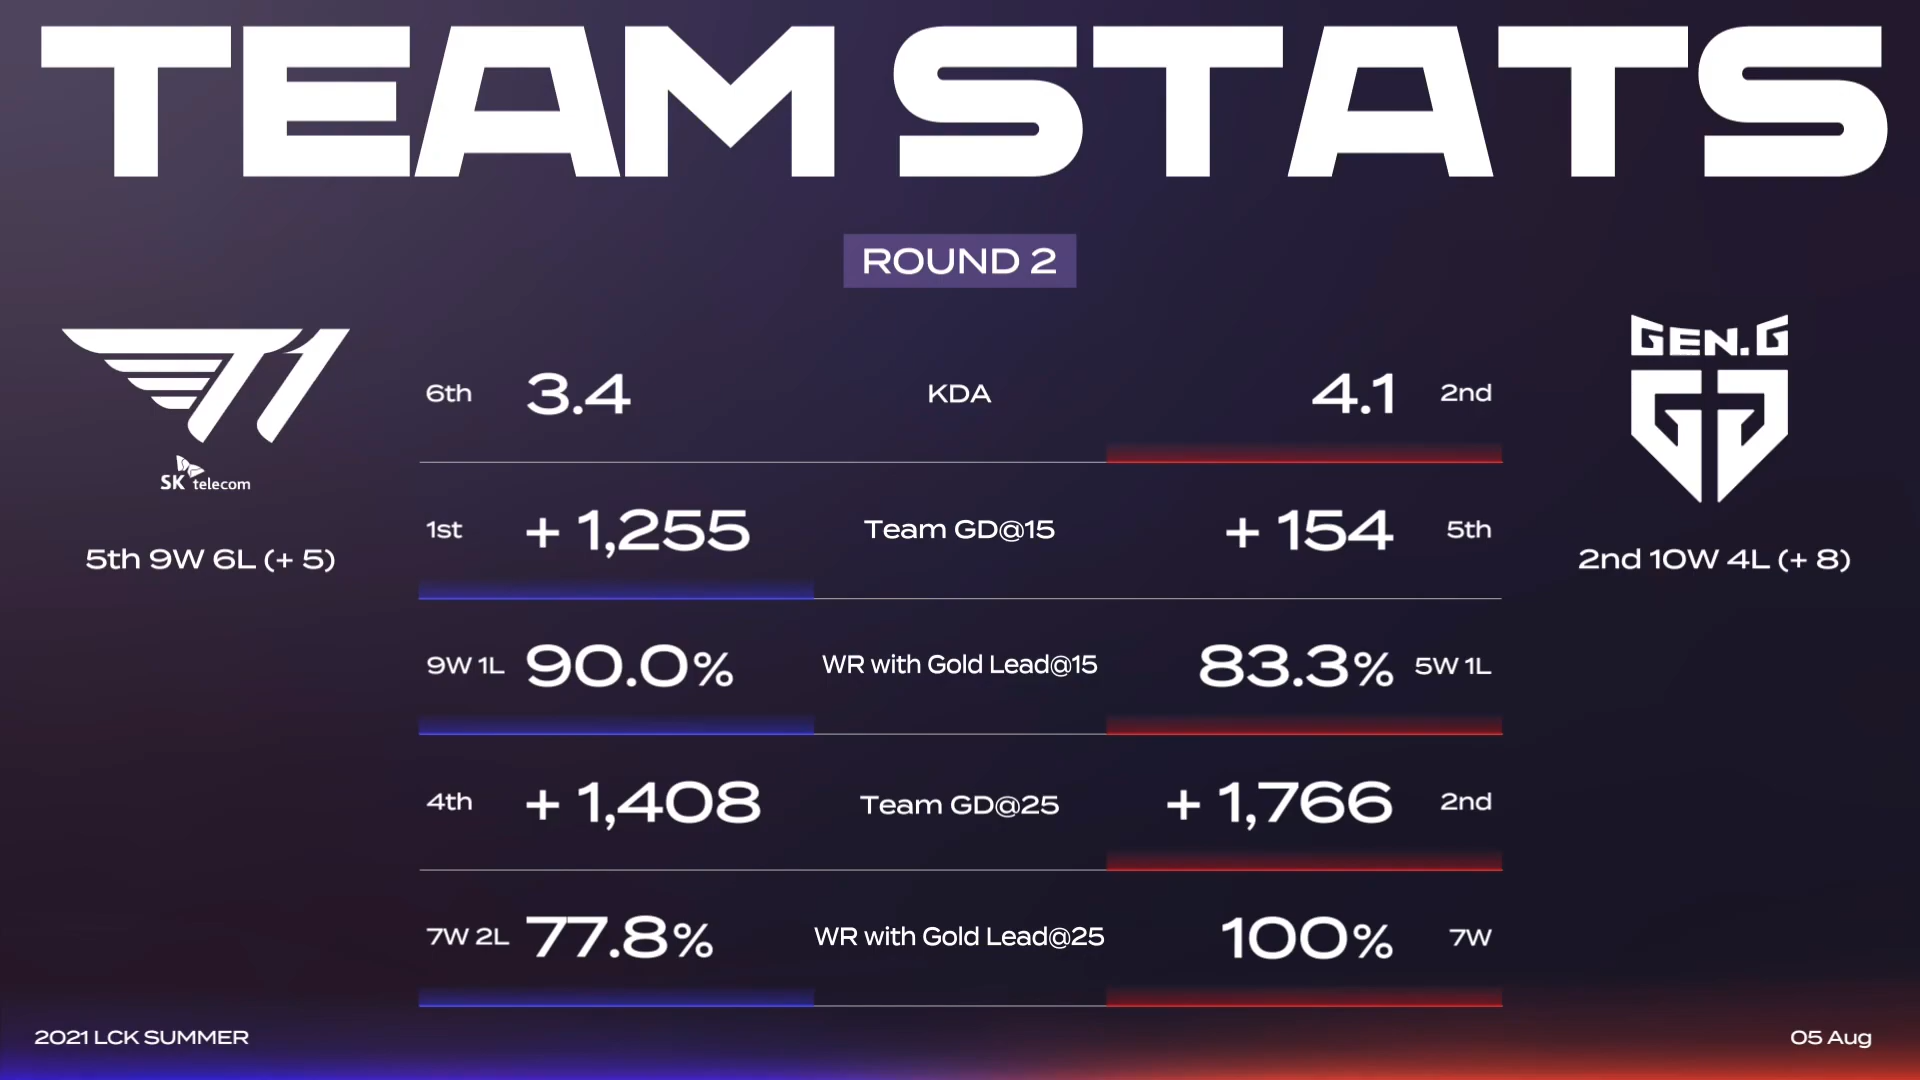 TEAM STATS
ROUND 2
T1
SK telecom
5th 9W 6L (+ 5)
GEN.G
2nd 10W 4L (+ 8)
6th 3.4 KDA 4.1 2nd
1st + 1,255 Team GD@15 + 154 5th
9W 1L 90.0% WR with Gold Lead@15 83.3% 5W 1L
4th + 1,408 Team GD@25 + 1,766 2nd
7W 2L 77.8% WR with Gold Lead@25 100% 7W
2021 LCK SUMMER
05 Aug